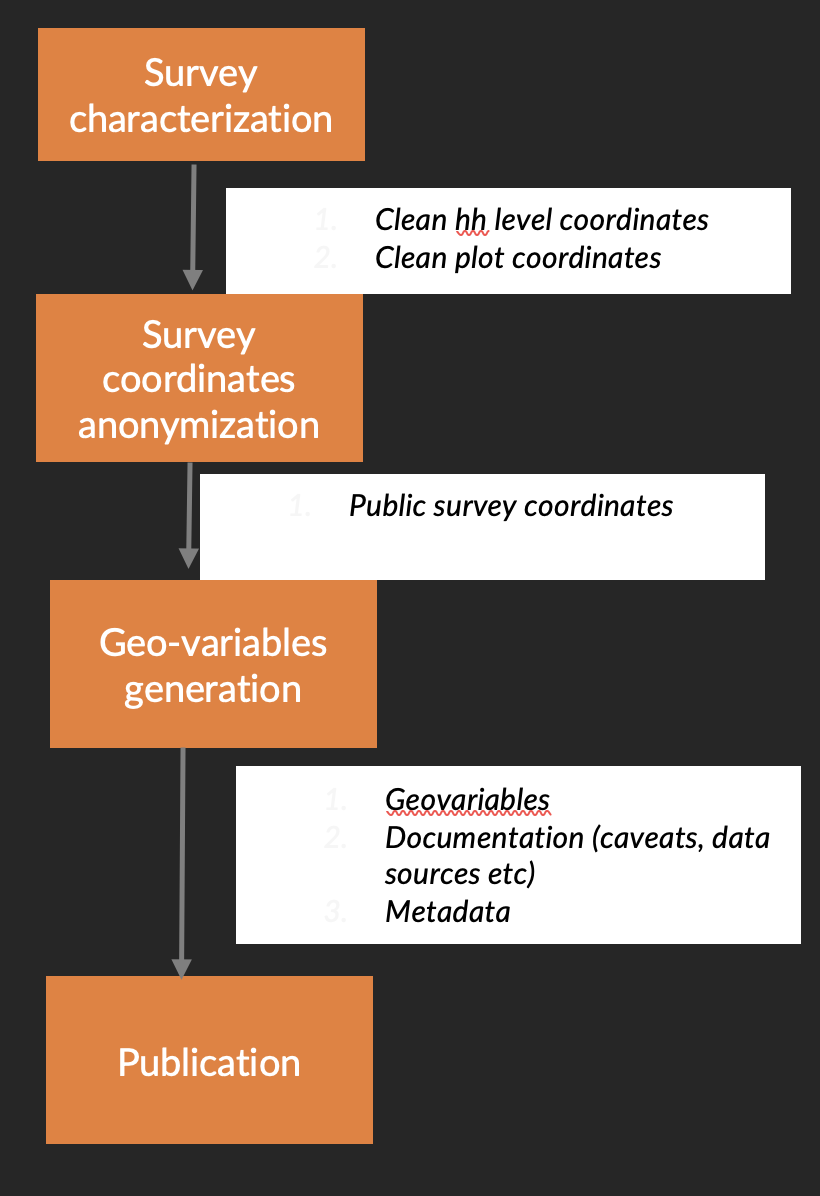 Survey
characterization
1. Clean hh level coordinates
2. Clean plot coordinates
Survey
coordinates
anonymization
1. Public survey coordinates
Geo-variables
generation
1. Geovariables
2. Documentation (caveats, data
sources etc)
3. Metadata
Publication